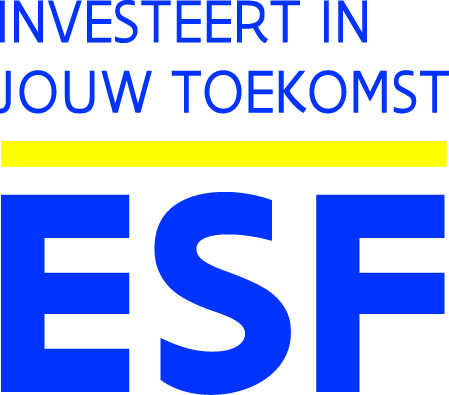 INVESTEERT IN
JOUW TOEKOMST
ESF